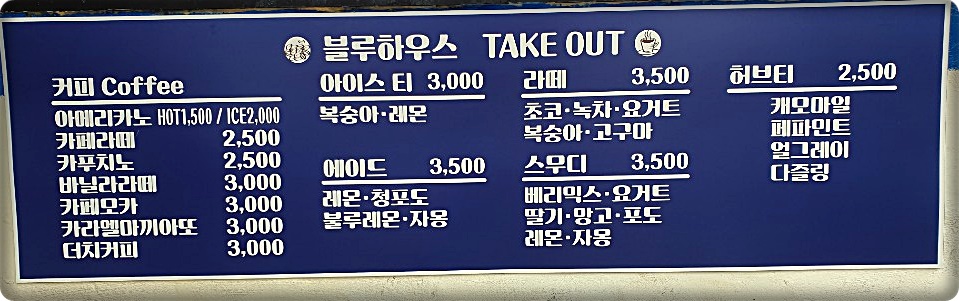 블루하우스 TAKE OUT
커피 Coffee
아메리카노 HOT1,500 / ICE2,000
카페라떼 2,500
카푸치노 2,500
바닐라라떼 3,000
카페모카 3,000
카라멜마끼아또 3,000
더치커피 3,000
아이스 티 3,000
복숭아·레몬
에이드 3,500
레몬·청포도
불루레몬·자몽
라떼 3,500
초코·녹차·요거트
복숭아·고구마
스무디 3,500
베리믹스·요거트
딸기·망고·포도
레몬·자몽
허브티 2,500
캐모마일
페파민트
얼그레이
다즐링